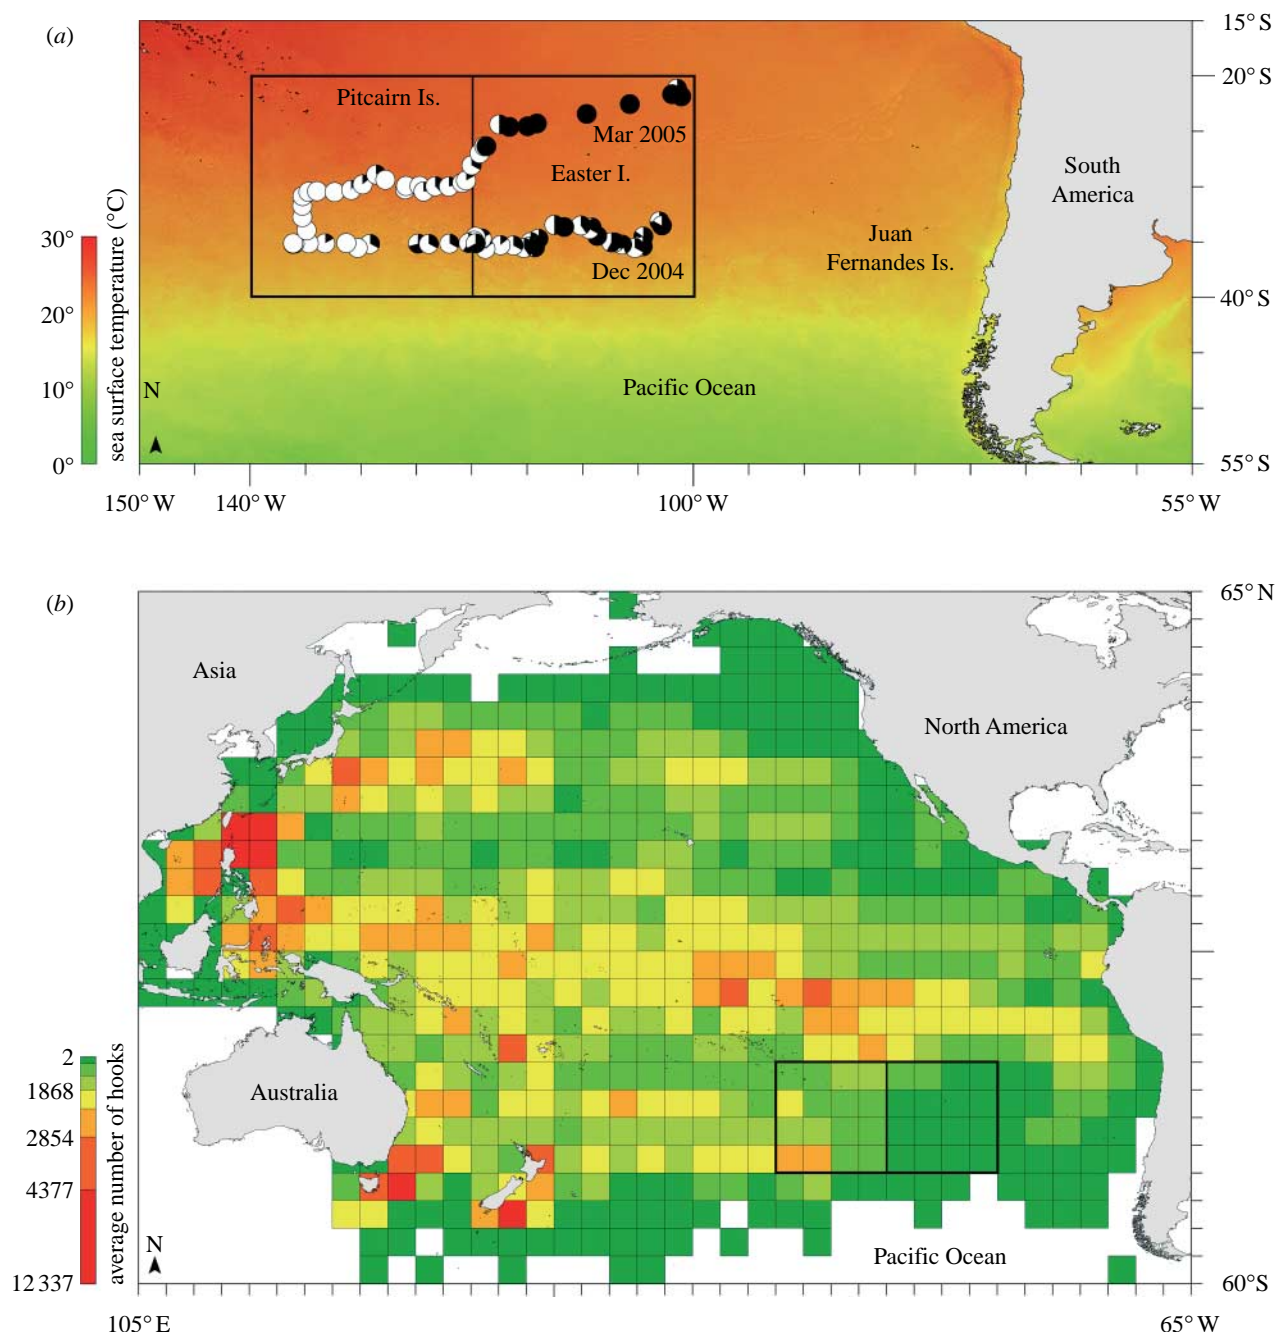 (a)
15° S
20° S
Pitcairn Is.
Mar 2005
Easter I.
South
America
Juan
Fernandes Is.
Dec 2004
40° S
30°
20°
10°
0°
sea surface temperature (°C)
N
Pacific Ocean
55° S
150° W
140° W
100° W
55° W
(b)
65° N
Asia
North America
Australia
2
1868
2854
4377
12 337
average number of hooks
N
Pacific Ocean
60° S
105° E
65° W